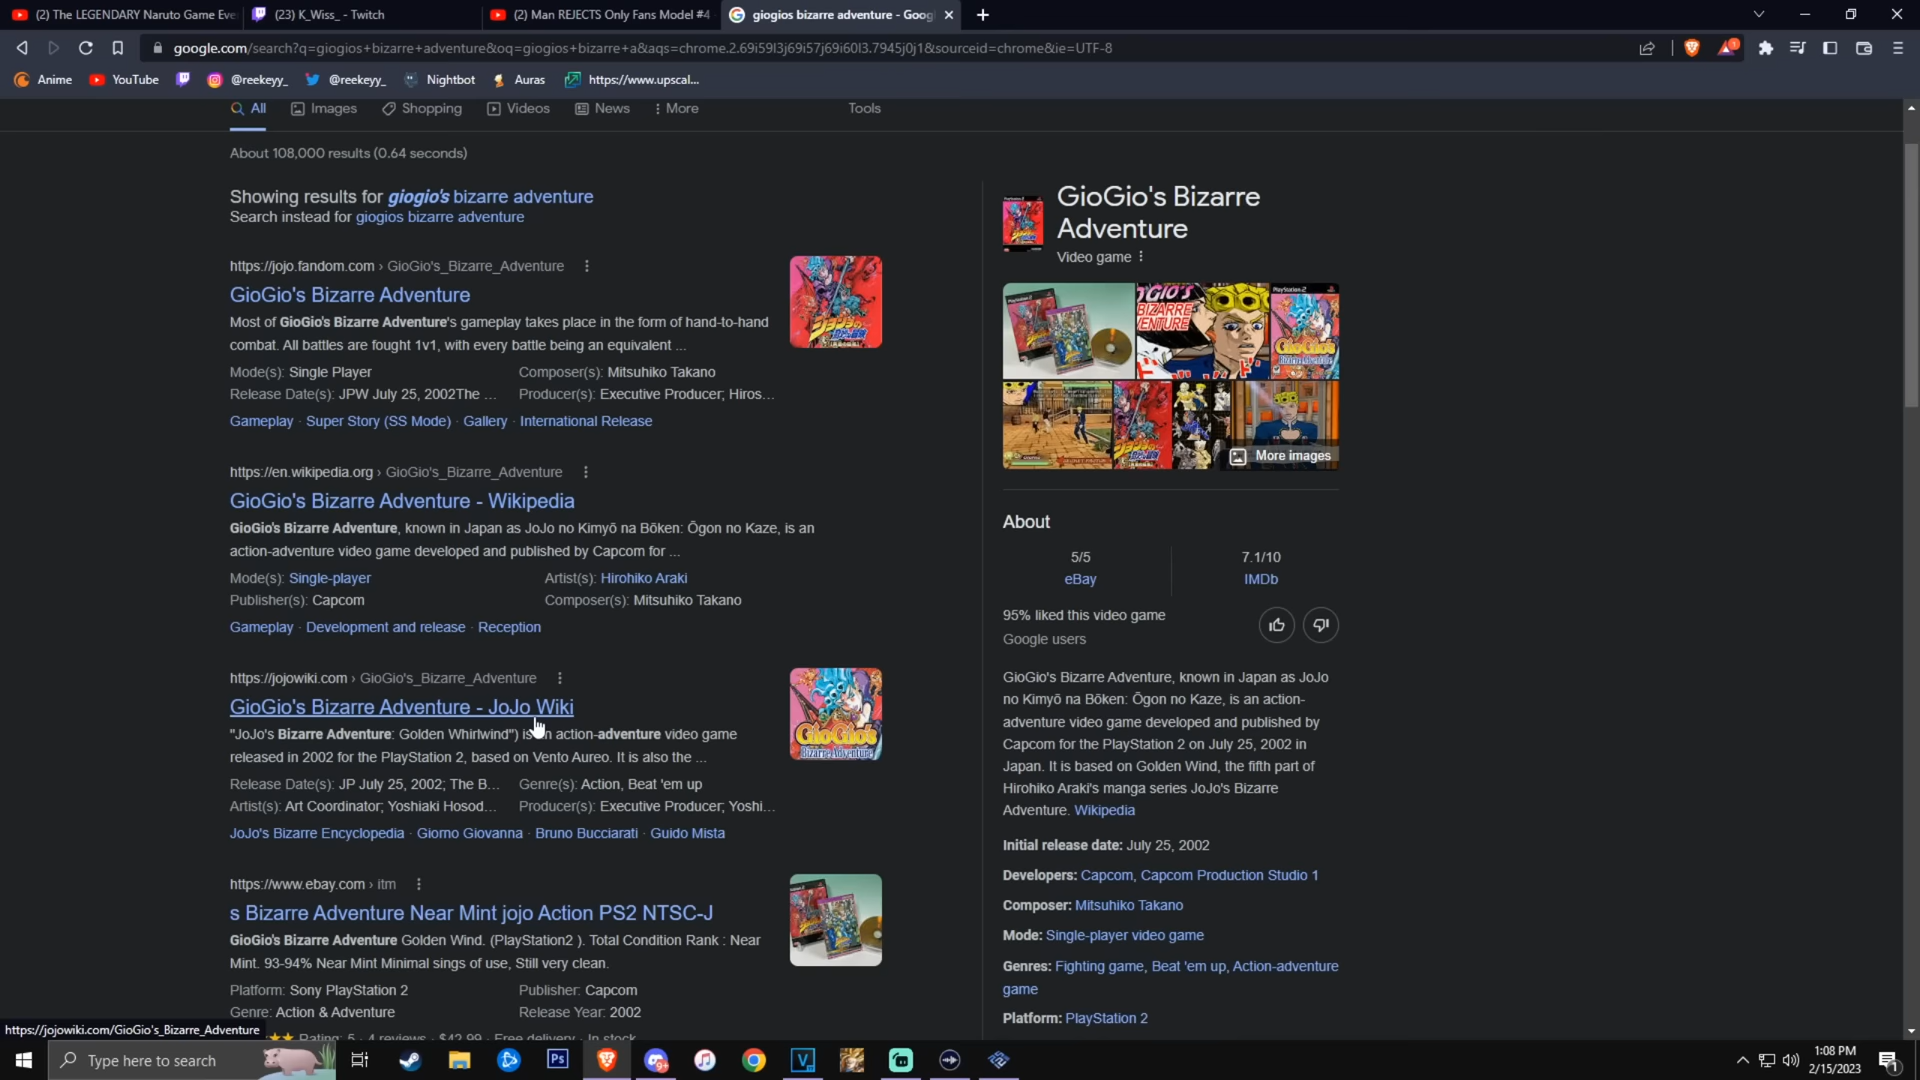 (2) The LEGENDARY Naruto Game Eve
(23) K_Wiss_ - Twitch
(2) Man REJECTS Only Fans Model #4
giogios bizarre adventure - Goog
google.com/search?q=giogios+bizarre+adventure&oq=giogios+bizarre+a&aqs=chrome.2.69i59l3j69i57j69i60l3.7945j0j1&sourceid=chrome&ie=UTF-8
Anime
YouTube
@reekeyy_
@reekeyy_
Nightbot
Auras
https://www.upscal...
All
Images
Shopping
Videos
News
More
Tools
About 108,000 results (0.64 seconds)
Showing results for giogio's bizarre adventure
Search instead for giogios bizarre adventure
https://jojo.fandom.com › GioGio's_Bizarre_Adventure
GioGio's Bizarre Adventure
Most of GioGio's Bizarre Adventure's gameplay takes place in the form of hand-to-hand
combat. All battles are fought 1v1, with every battle being an equivalent ...
Mode(s): Single Player
Composer(s): Mitsuhiko Takano
Release Date(s): JPW July 25, 2002The ...
Producer(s): Executive Producer; Hiros...
Gameplay · Super Story (SS Mode) · Gallery · International Release
https://en.wikipedia.org › GioGio's_Bizarre_Adventure
GioGio's Bizarre Adventure - Wikipedia
GioGio's Bizarre Adventure, known in Japan as JoJo no Kimyō na Bōken: Ōgon no Kaze, is an
action-adventure video game developed and published by Capcom for ...
Mode(s): Single-player
Artist(s): Hirohiko Araki
Publisher(s): Capcom
Composer(s): Mitsuhiko Takano
Gameplay · Development and release · Reception
https://jojowiki.com › GioGio's_Bizarre_Adventure
GioGio's Bizarre Adventure - JoJo Wiki
"JoJo's Bizarre Adventure: Golden Whirlwind") is an action-adventure video game
released in 2002 for the PlayStation 2, based on Vento Aureo. It is also the ...
Release Date(s): JP July 25, 2002; The B...
Genre(s): Action, Beat 'em up
Artist(s): Art Coordinator; Yoshiaki Hosod...
Producer(s): Executive Producer; Yoshi...
JoJo's Bizarre Encyclopedia · Giorno Giovanna · Bruno Bucciarati · Guido Mista
https://www.ebay.com › itm
s Bizarre Adventure Near Mint jojo Action PS2 NTSC-J
GioGio's Bizarre Adventure Golden Wind. (PlayStation2 ). Total Condition Rank : Near
Mint. 93-94% Near Mint Minimal sings of use, Still very clean.
Platform: Sony PlayStation 2
Publisher: Capcom
Genre: Action & Adventure
Release Year: 2002
Rating: 5 · 4 reviews · $42.99 · Free delivery · In stock
https://jojowiki.com/GioGio's_Bizarre_Adventure
GioGio's Bizarre
Adventure
Video game
More images
About
5/5
eBay
7.1/10
IMDb
95% liked this video game
Google users
GioGio's Bizarre Adventure, known in Japan as JoJo
no Kimyō na Bōken: Ōgon no Kaze, is an action-
adventure video game developed and published by
Capcom for the PlayStation 2 on July 25, 2002 in
Japan. It is based on Golden Wind, the fifth part of
Hirohiko Araki's manga series JoJo's Bizarre
Adventure. Wikipedia
Initial release date: July 25, 2002
Developers: Capcom, Capcom Production Studio 1
Composer: Mitsuhiko Takano
Mode: Single-player video game
Genres: Fighting game, Beat 'em up, Action-adventure
game
Platform: PlayStation 2
Type here to search
1:08 PM
2/15/2023